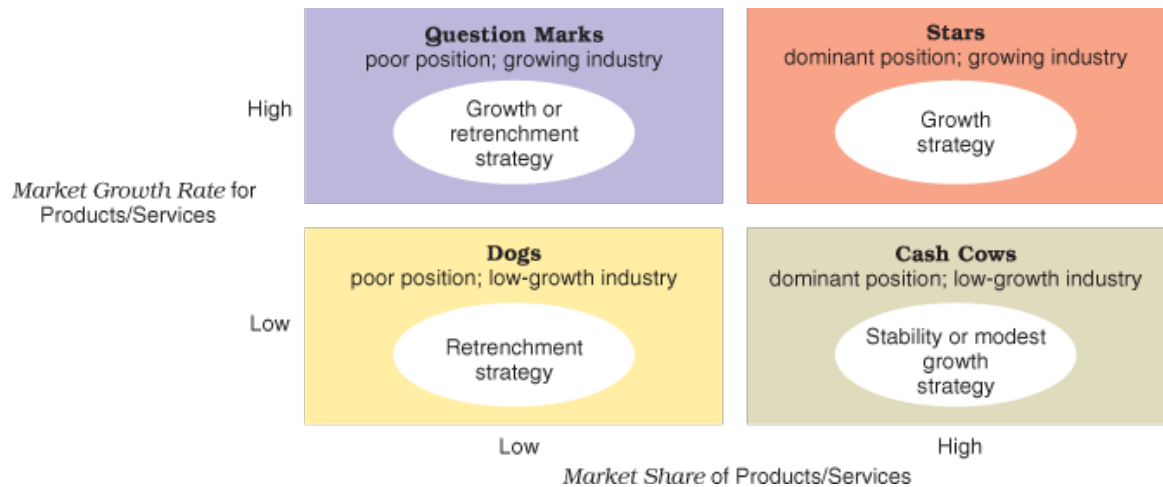 Question Marks
poor position; growing industry
Growth or
retrenchment
strategy
Stars
dominant position; growing industry
Growth
strategy
High
Market Growth Rate for
Products/Services
Dogs
poor position; low-growth industry
Retrenchment
strategy
Cash Cows
dominant position; low-growth industry
Stability or modest
growth
strategy
Low
Low
High
Market Share of Products/Services